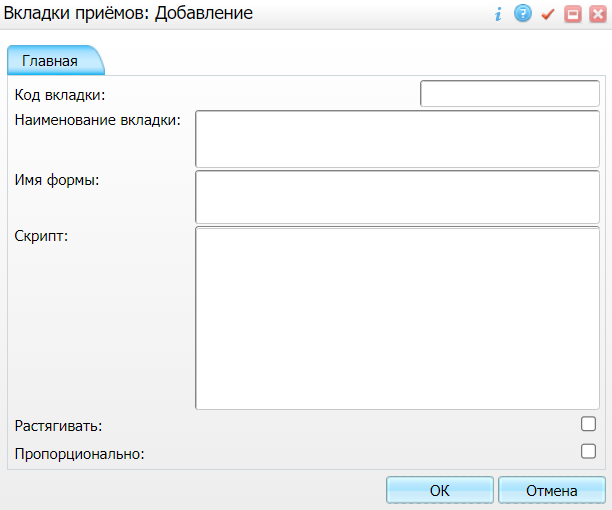 Вкладки приёмов: Добавление
Главная
Код вкладки:
Наименование вкладки:
Имя формы:
Скрипт:
Растягивать:
Пропорционально:
ОК
Отмена